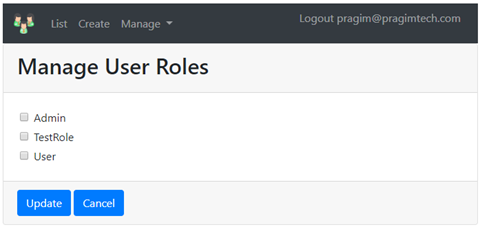 List Create Manage Logout pragim@pragimtech.com
Manage User Roles
Admin
TestRole
User
Update Cancel